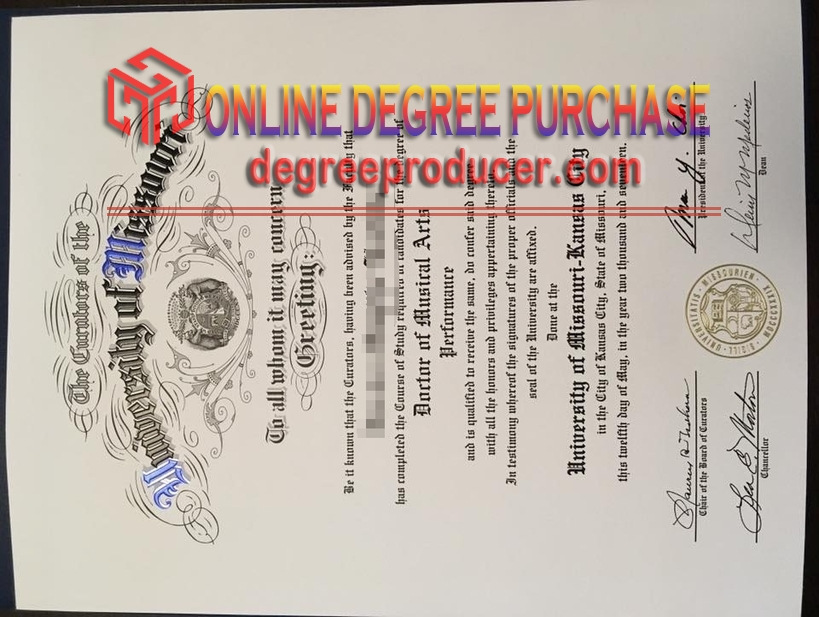 ONLINE DEGREE PURCHASE
degreeproducer.com
The Curators of the
University of Missouri
To all whom it may concern
Greeting:
Be it known that the Curators, having been advised by the Faculty that
has completed the Course of Study required of candidates for the degree of
Doctor of Musical Arts
Performance
and is qualified to receive the same, do confer said degree
with all the honors and privileges appertaining thereto.
In testimony whereof the signatures of the proper officials and the
seal of the University are affixed.
Done at the
University of Missouri-Kansas City
in the City of Kansas City, State of Missouri,
this twelfth day of May, in the year two thousand and seventeen.
Chair of the Board of Curators
President of the University
Chancellor
Dean